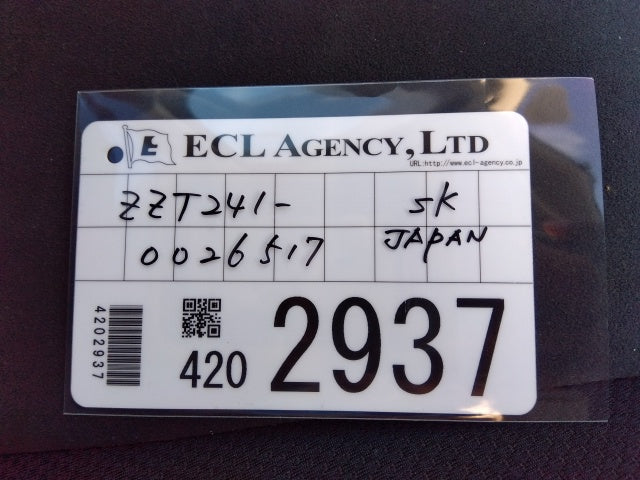 E ECL AGENCY, LTD
URL:http://www.ecl-agency.co.jp
ZZT241- SK
0026517 JAPAN
4202937
420 2937